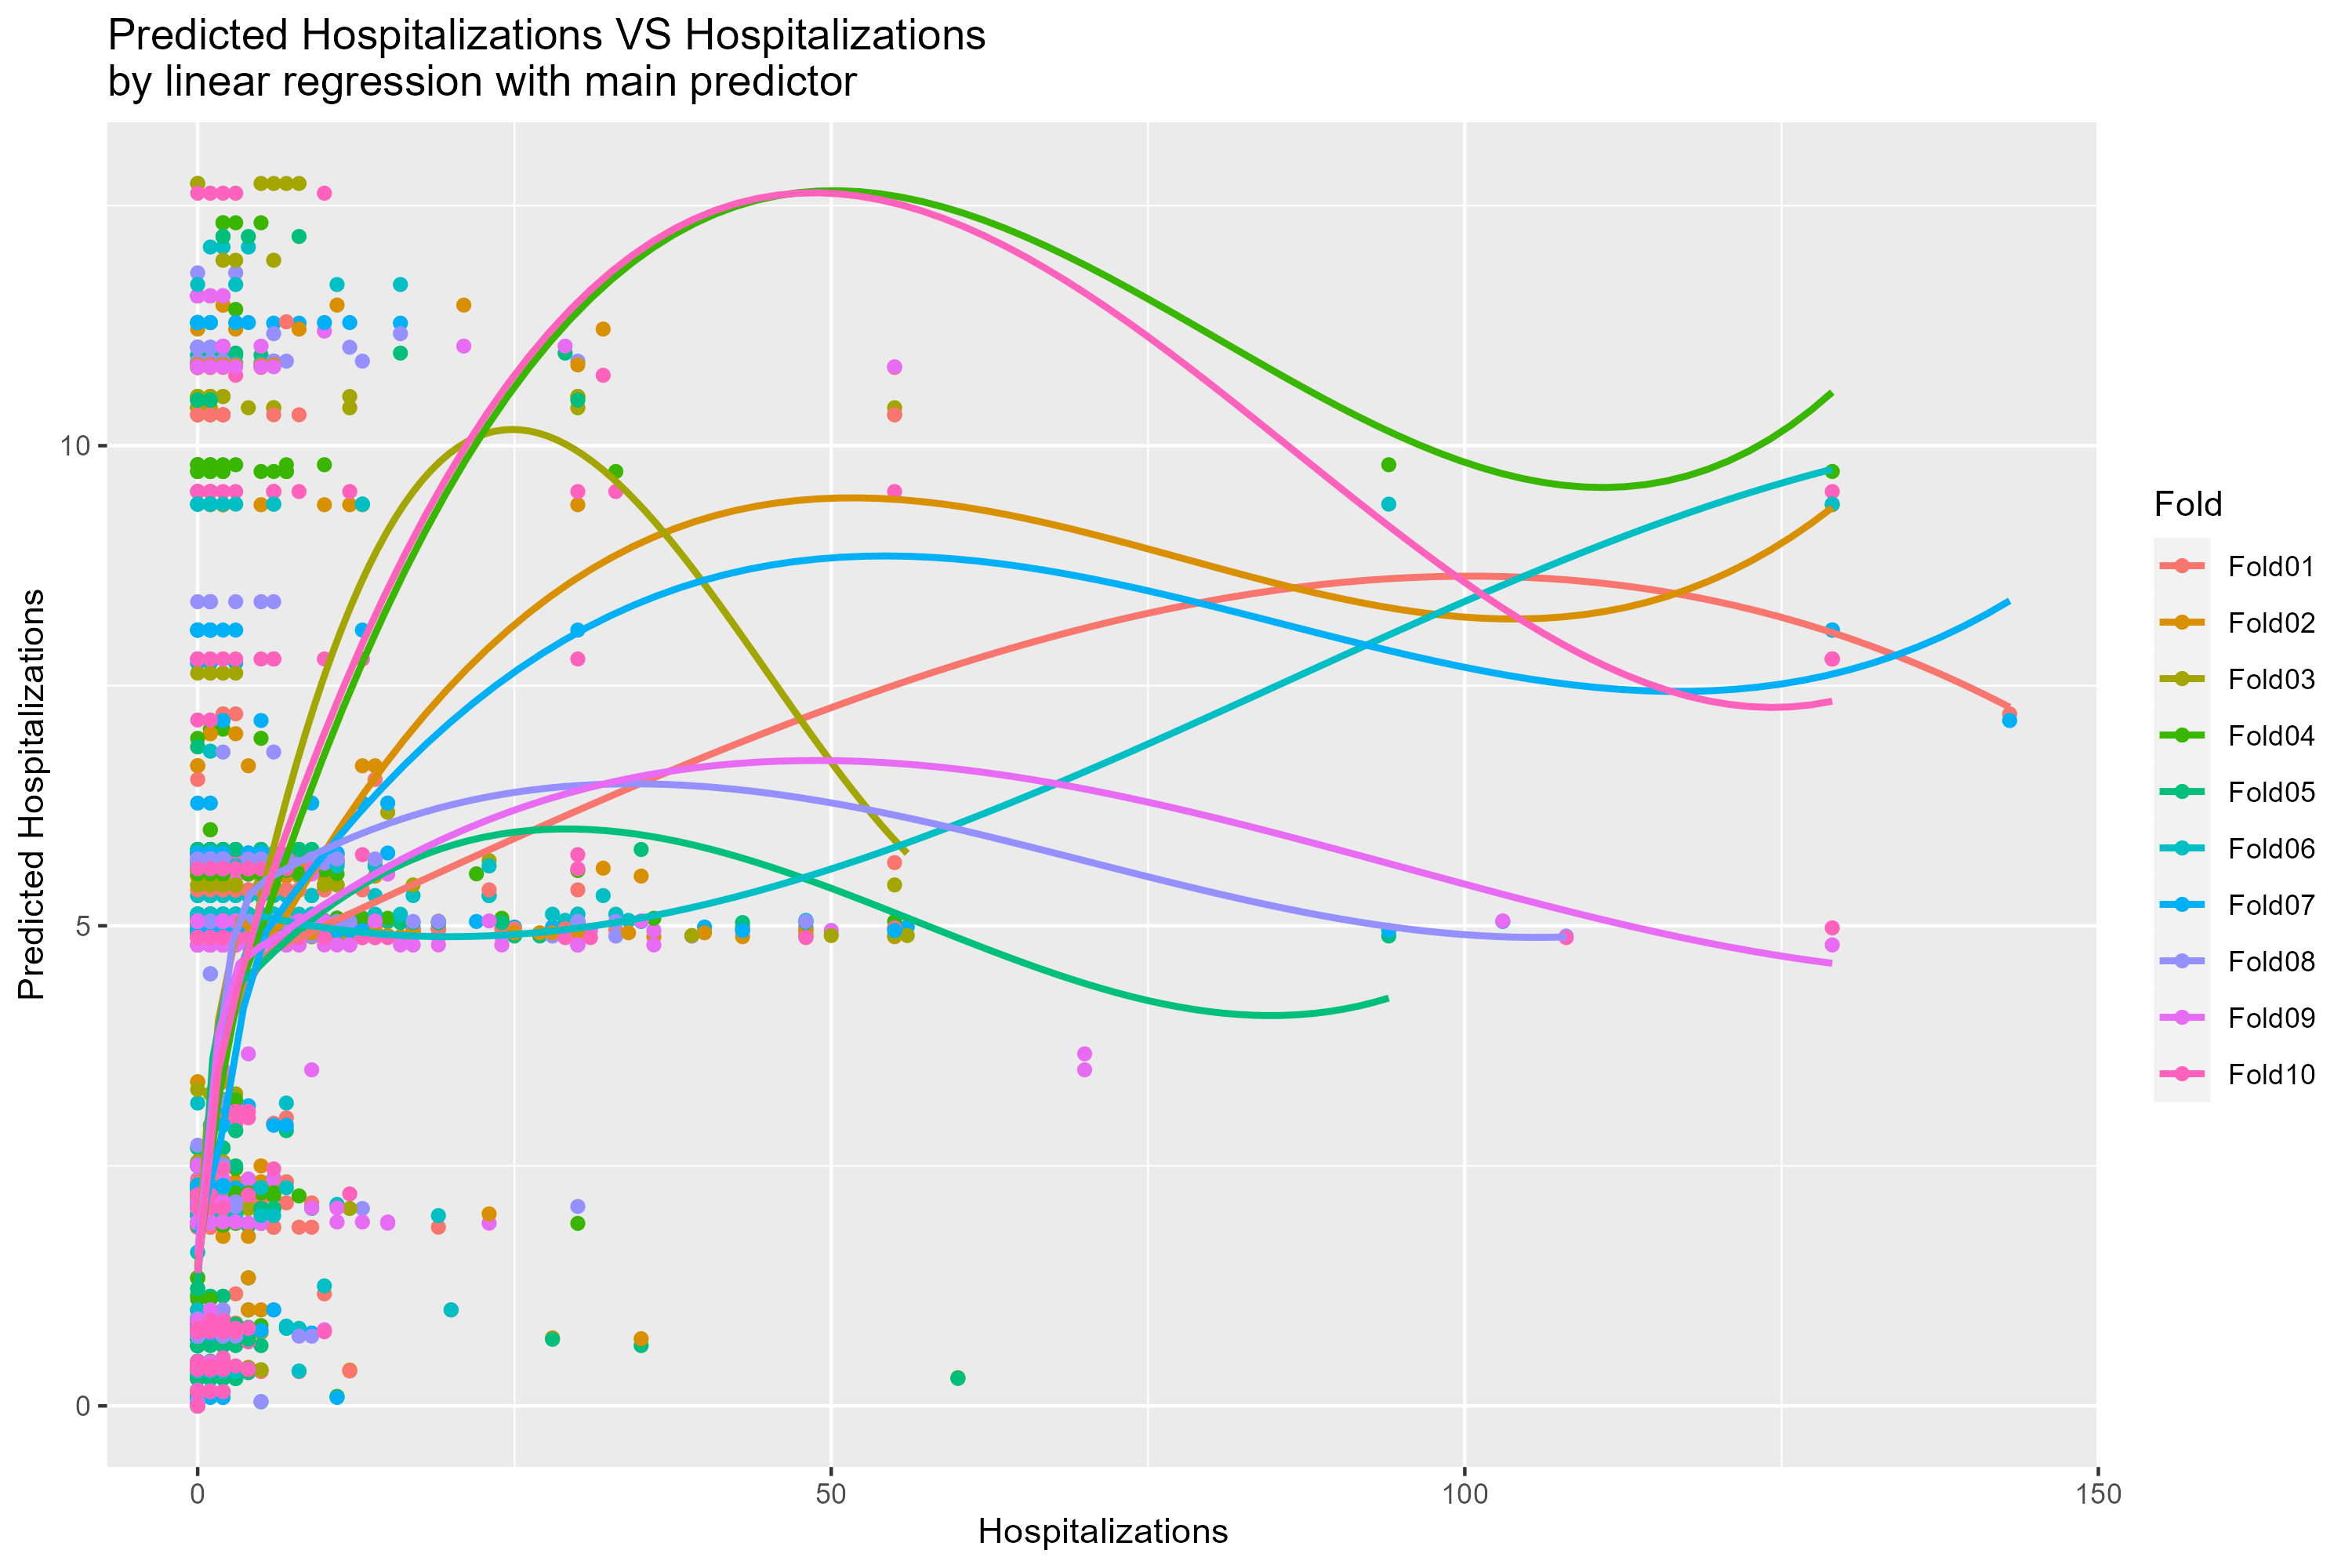 Predicted Hospitalizations VS Hospitalizations
by linear regression with main predictor
Predicted Hospitalizations
10
5
0
0
50
100
150
Hospitalizations
Fold
Fold01
Fold02
Fold03
Fold04
Fold05
Fold06
Fold07
Fold08
Fold09
Fold10